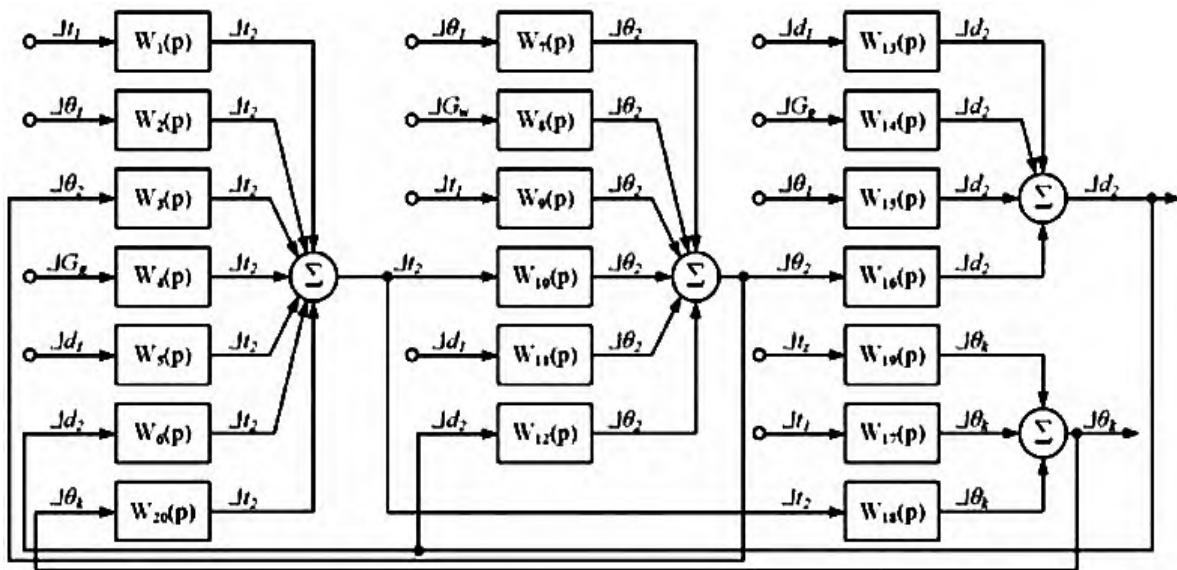 Δt₁ W₁(p) Δt₂ Δθ₁ W₇(p) Δθ₂ Δd₁ W₁₃(p) Δd₂
Δθ₁ W₂(p) Δt₂ ΔGw W₈(p) Δθ₂ ΔGg W₁₄(p) Δd₂
Δθ₂ W₃(p) Δt₂ Δt₁ W₉(p) Δθ₂ Δθ₁ W₁₅(p) Δd₂ Σ Δd₂
ΔGg W₄(p) Δt₂ Σ Δt₂ W₁₀(p) Δθ₂ Σ Δθ₂ W₁₆(p) Δd₂
Δd₁ W₅(p) Δt₂ Δd₁ W₁₁(p) Δθ₂ W₁₉(p) Δθₖ
Δd₂ W₆(p) Δt₂ Δd₂ W₁₂(p) Δθ₂ Δt₁ W₁₇(p) Δθₖ Σ Δθₖ
Δθₖ W₂₀(p) Δt₂ Δt₂ W₁₈(p) Δθₖ